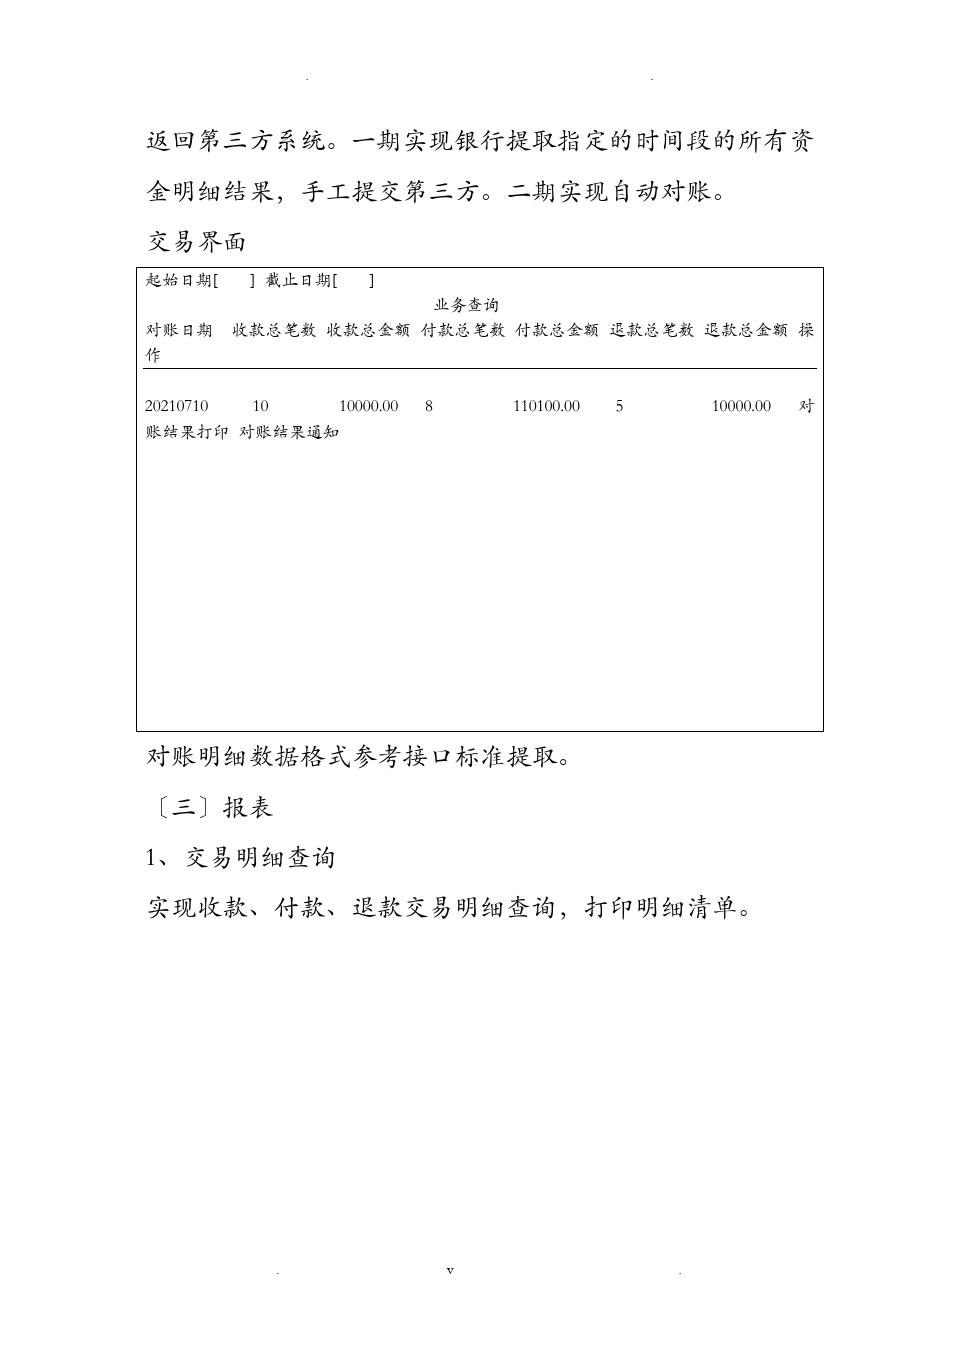 返回第三方系统。一期实现银行提取指定的时间段的所有资
金明细结果，手工提交第三方。二期实现自动对账。
交易界面
起始日期[ ] 截止日期[ ]
业务查询
对账日期 收款总笔数 收款总金额 付款总笔数 付款总金额 退款总笔数 退款总金额 操
作
20210710 10 10000.00 8 110100.00 5 10000.00 对
账结果打印 对账结果通知
对账明细数据格式参考接口标准提取。
〔三〕报表
1、交易明细查询
实现收款、付款、退款交易明细查询，打印明细清单。
. v .